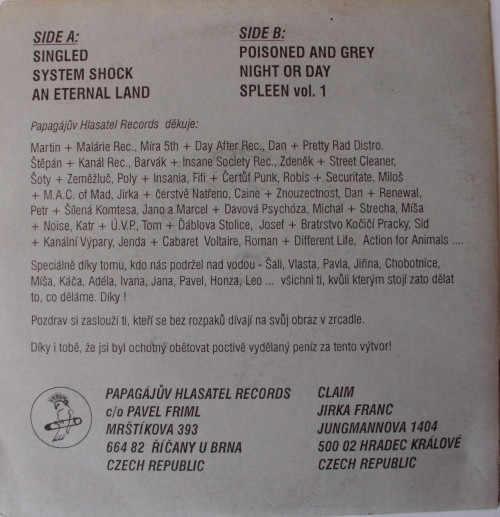 SIDE A:
SINGLED
SYSTEM SHOCK
AN ETERNAL LAND
SIDE B:
POISONED AND GREY
NIGHT OR DAY
SPLEEN vol. 1
Papagájův Hlasatel Records děkuje:
Martin + Malárie Rec., Míra 5th + Day After Rec., Dan + Pretty Rad Distro.
Štěpán + Kanál Rec., Barvák + Insane Society Rec., Zdeněk + Street Cleaner,
Šoty + Zeměžluč, Poly + Insania, Fifi + Čertůf Punk, Robis + Securitate, Miloš
+ M.A.C. of Mad, Jirka + čerstvě Natřeno, Caine + Znouzectnost, Dan + Renewal,
Petr + Šílená Komtesa, Jano a Marcel + Davová Psychóza, Michal + Strecha, Míša
+ Noise, Katr + Ú.V.P., Tom + Ďáblova Stolice, Josef + Bratrstvo Kočičí Pracky, Sid
+ Kanální Výpary, Jenda + Cabaret Voltaire, Roman + Different Life, Action for Animals ....
Speciálně díky tomu, kdo nás podržel nad vodou - Šali, Vlasta, Pavla, Jiřina, Chobotnice,
Míša, Káča, Adéla, Ivana, Jana, Pavel, Honza, Leo ... všichni ti, kvůli kterým stojí zato dělat
to, co děláme. Díky !
Pozdrav si zaslouží ti, kteří se bez rozpaků dívají na svůj obraz v zrcadle.
Díky i tobě, že jsi byl ochotný obětovat poctivě vydělaný peníz za tento výtvor!
PAPAGÁJŮV HLASATEL RECORDS
c/o PAVEL FRIML
MRŠTÍKOVA 393
664 82 ŘÍČANY U BRNA
CZECH REPUBLIC
CLAIM
JIRKA FRANC
JUNGMANNOVA 1404
500 02 HRADEC KRÁLOVÉ
CZECH REPUBLIC